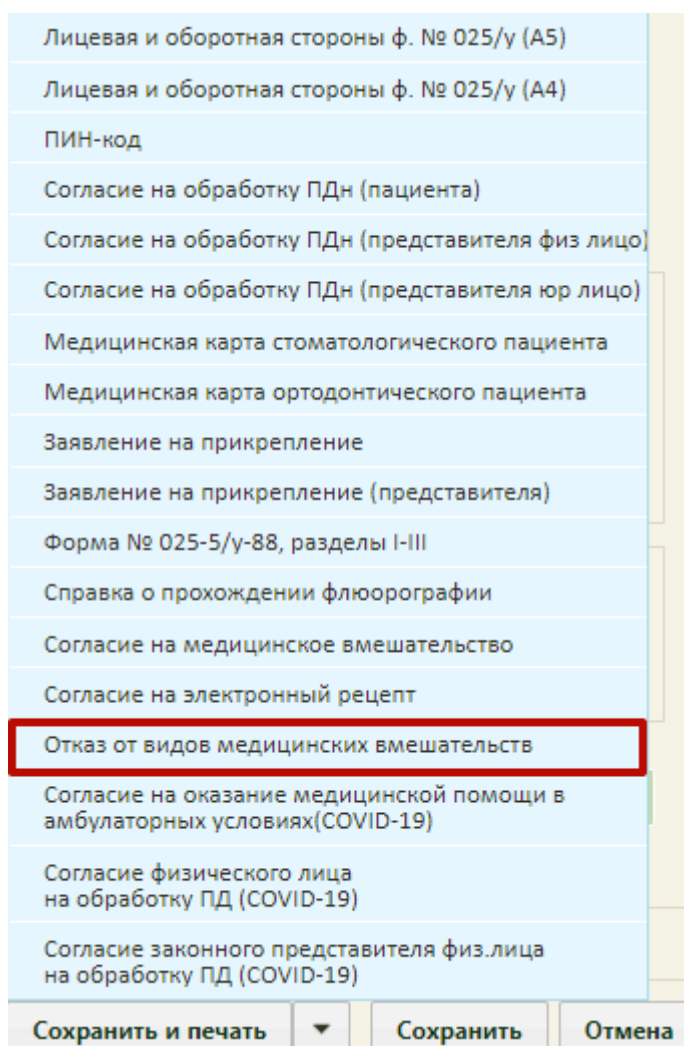 Лицевая и оборотная стороны ф. № 025/у (А5)
Лицевая и оборотная стороны ф. № 025/у (А4)
ПИН-код
Согласие на обработку ПДн (пациента)
Согласие на обработку ПДн (представителя физ лицо)
Согласие на обработку ПДн (представителя юр лицо)
Медицинская карта стоматологического пациента
Медицинская карта ортодонтического пациента
Заявление на прикрепление
Заявление на прикрепление (представителя)
Форма № 025-5/у-88, разделы I-III
Справка о прохождении флюорографии
Согласие на медицинское вмешательство
Согласие на электронный рецепт
Отказ от видов медицинских вмешательств
Согласие на оказание медицинской помощи в
амбулаторных условиях(COVID-19)
Согласие физического лица
на обработку ПД (COVID-19)
Согласие законного представителя физ.лица
на обработку ПД (COVID-19)
Сохранить и печать Сохранить Отмена